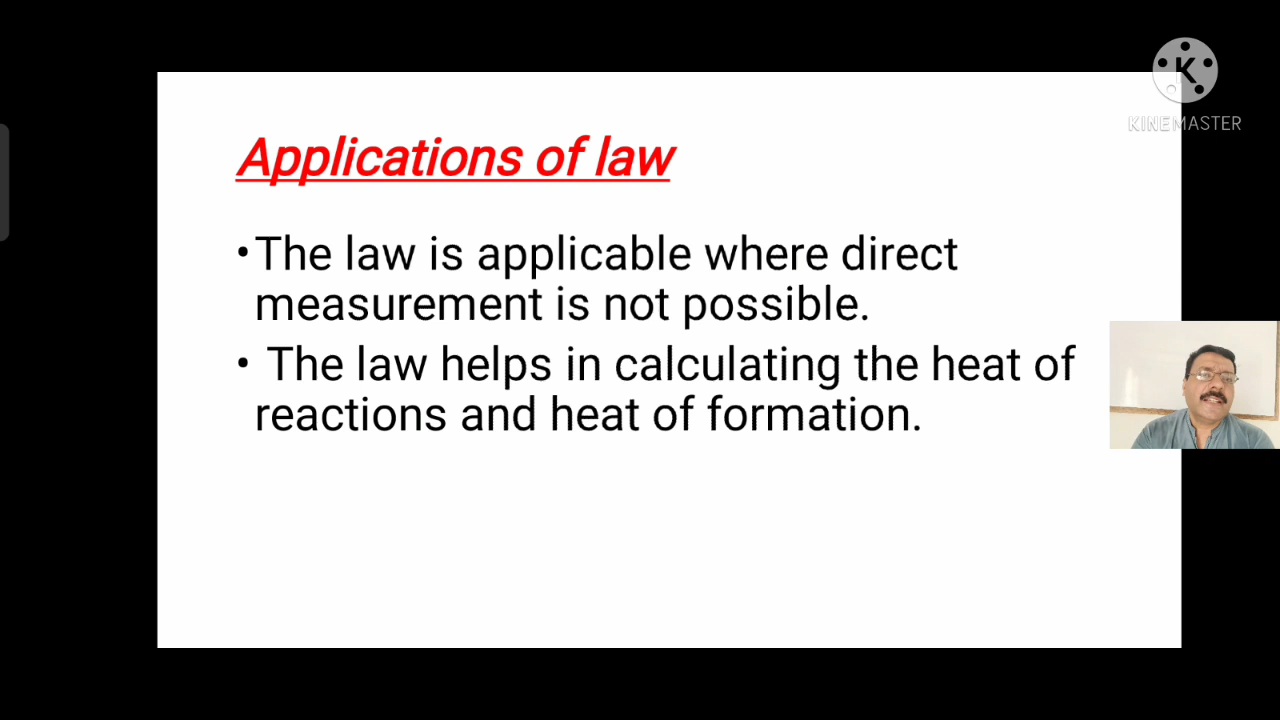 KINEMASTER
Applications of law
•The law is applicable where direct
measurement is not possible.
• The law helps in calculating the heat of
reactions and heat of formation.